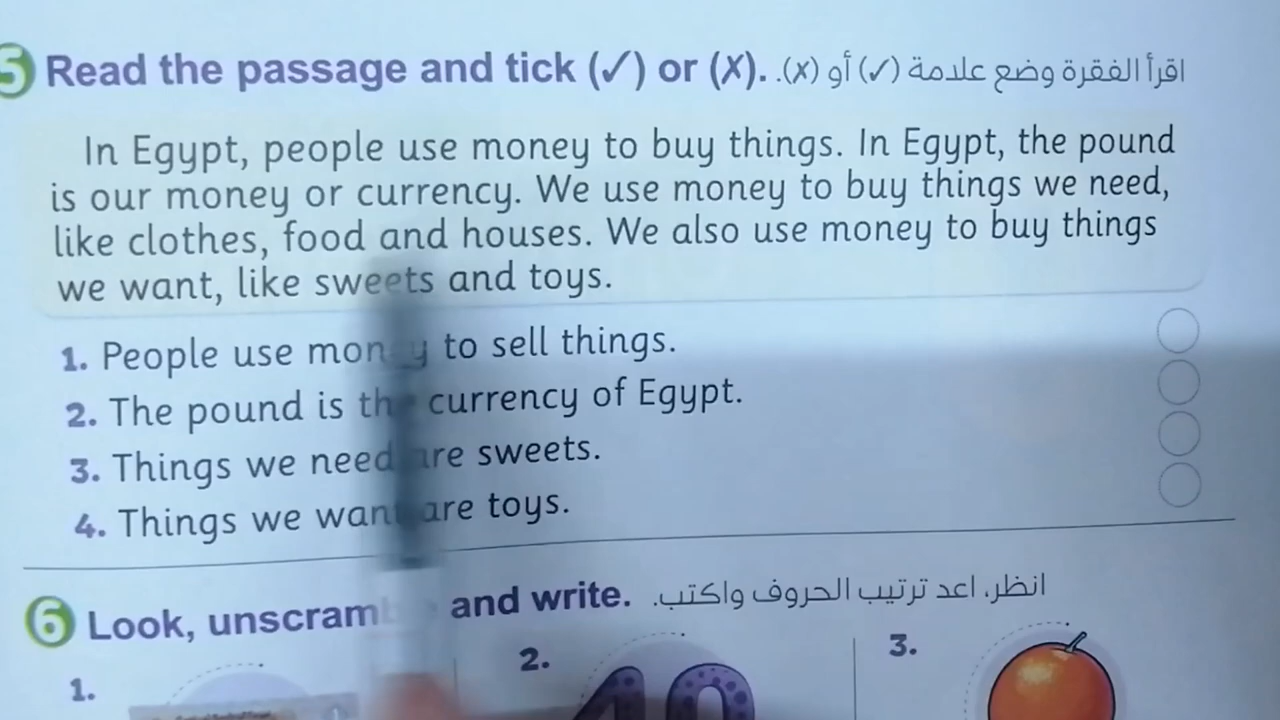 5 Read the passage and tick (✓) or (✗). اقرأ الفقرة وضع علامة (✓) أو (✗).
In Egypt, people use money to buy things. In Egypt, the pound
is our money or currency. We use money to buy things we need,
like clothes, food and houses. We also use money to buy things
we want, like sweets and toys.
1. People use money to sell things.
2. The pound is the currency of Egypt.
3. Things we need are sweets.
4. Things we want are toys.
6 Look, unscramble and write. انظر، اعد ترتيب الحروف واكتب.
1. 2. 3.
40